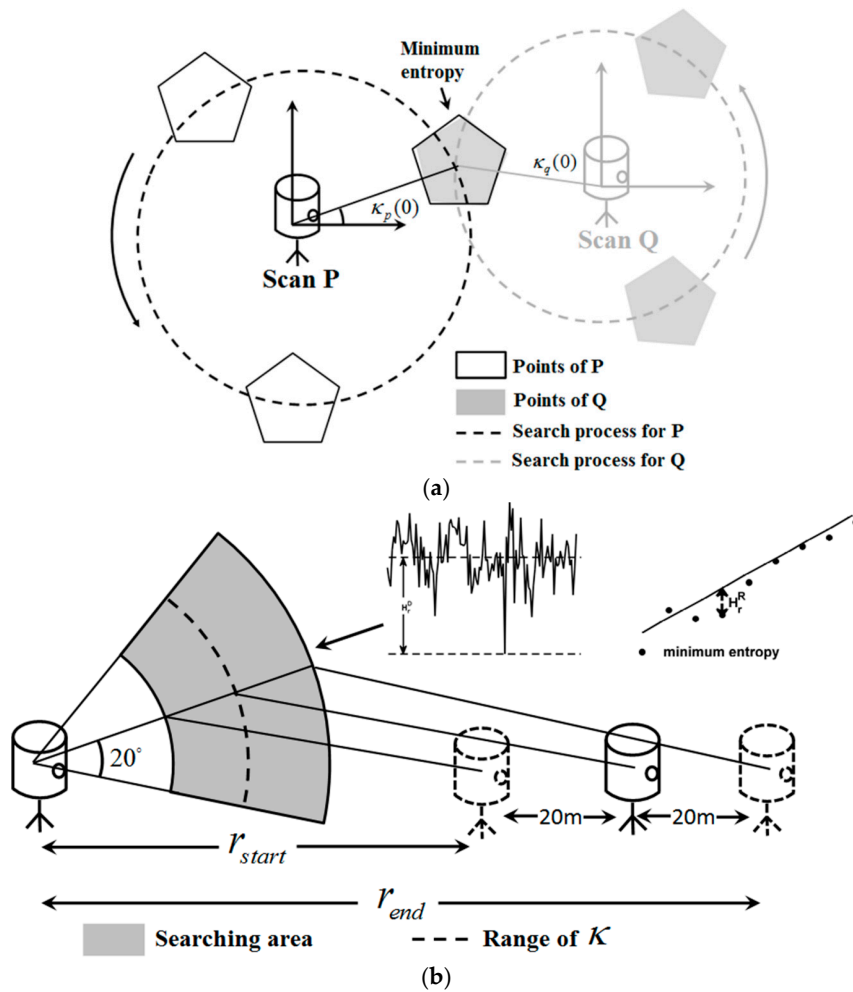 Minimum
entropy
κp(0)
κq(0)
Scan P
Scan Q
Points of P
Points of Q
Search process for P
Search process for Q
(a)
H_r^D
H_r^R
minimum entropy
20°
20m
20m
r_start
r_end
Searching area
Range of κ
(b)